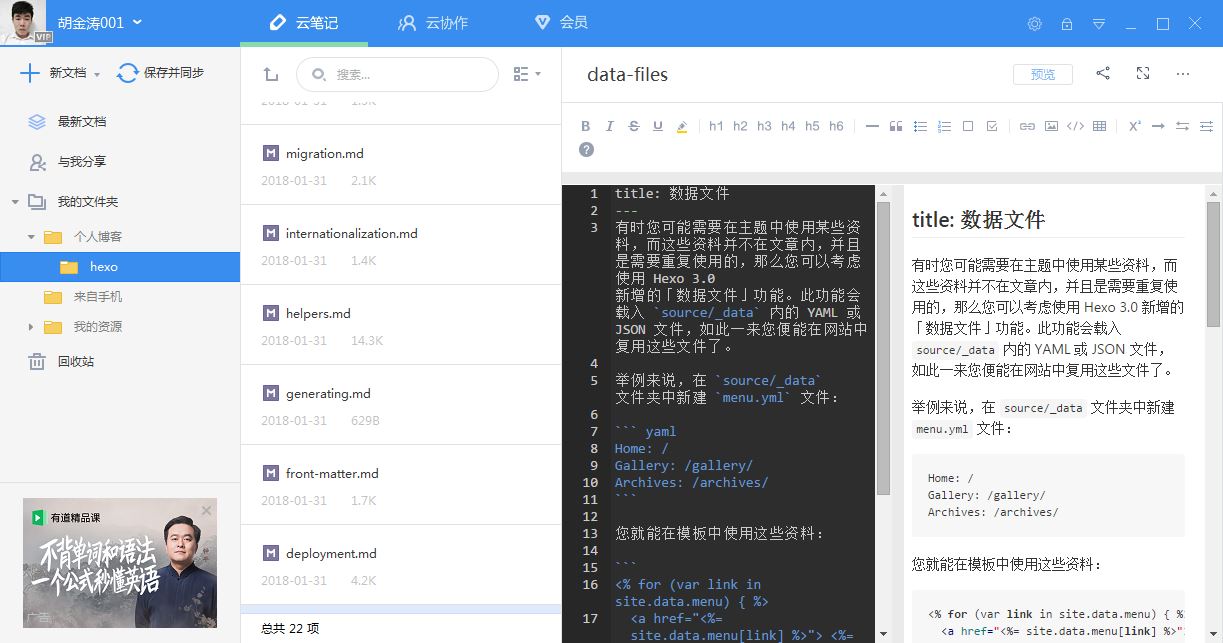 胡金涛001
VIP
云笔记
云协作
会员
新文档
保存并同步
最新文档
与我分享
我的文件夹
个人博客
hexo
来自手机
我的资源
回收站
有道精品课
不背单词和语法
一个公式秒懂英语
广告
搜索...
2018-01-31 1.9K
migration.md
2018-01-31 2.1K
internationalization.md
2018-01-31 1.4K
helpers.md
2018-01-31 14.3K
generating.md
2018-01-31 629B
front-matter.md
2018-01-31 1.7K
deployment.md
2018-01-31 4.2K
总共 22 项
data-files
预览
B I S U h1 h2 h3 h4 h5 h6
1 title: 数据文件
2 ---
3 有时您可能需要在主题中使用某些资
料，而这些资料并不在文章内，并且
是需要重复使用的，那么您可以考虑
使用 Hexo 3.0
新增的「数据文件」功能。此功能会
载入 `source/_data` 内的 YAML 或
JSON 文件，如此一来您便能在网站中
复用这些文件了。
4
5 举例来说，在 `source/_data`
文件夹中新建 `menu.yml` 文件：
6
7 ``` yaml
8 Home: /
9 Gallery: /gallery/
10 Archives: /archives/
11 ```
12
13 您就能在模板中使用这些资料：
14
15 ```
16 <% for (var link in
site.data.menu) { %>
17 <a href="<%=
site.data.menu[link] %>"> <%=
title: 数据文件
有时您可能需要在主题中使用某些资料，而
这些资料并不在文章内，并且是需要重复使
用的，那么您可以考虑使用 Hexo 3.0 新增的
「数据文件」功能。此功能会载入
source/_data 内的 YAML 或 JSON 文件，
如此一来您便能在网站中复用这些文件了。
举例来说，在 source/_data 文件夹中新建
menu.yml 文件：
Home: /
Gallery: /gallery/
Archives: /archives/
您就能在模板中使用这些资料：
<% for (var link in site.data.menu) { %
<a href="<%= site.data.menu[link] %>"